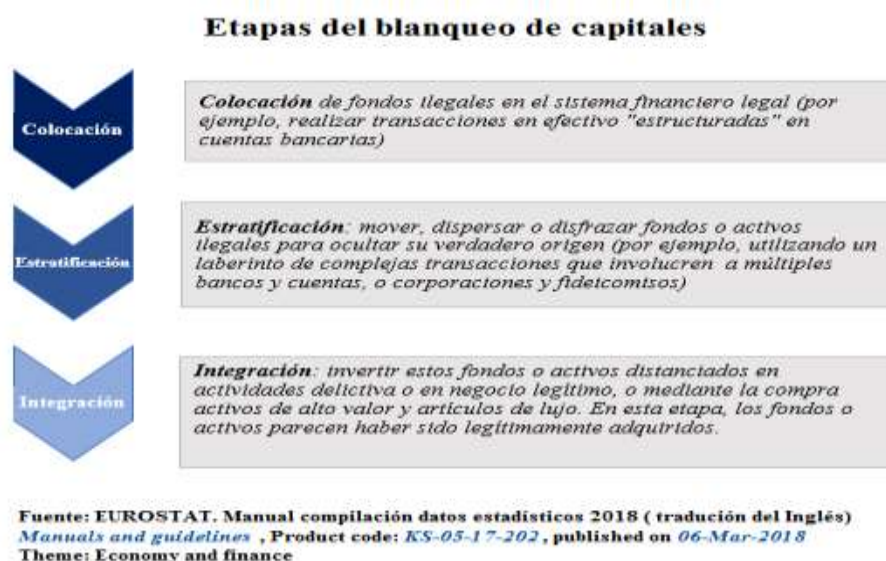 Etapas del blanqueo de capitales
Colocación
Colocación de fondos ilegales en el sistema financiero legal (por
ejemplo, realizar transacciones en efectivo "estructuradas" en
cuentas bancarias)
Estratificación
Estratificación: mover, dispersar o disfrazar fondos o activos
ilegales para ocultar su verdadero origen (por ejemplo, utilizando un
laberinto de complejas transacciones que involucren a múltiples
bancos y cuentas, o corporaciones y fideicomisos)
Integración
Integración: invertir estos fondos o activos distanciados en
actividades delictiva o en negocio legítimo, o mediante la compra
activos de alto valor y artículos de lujo. En esta etapa, los fondos o
activos parecen haber sido legítimamente adquiridos.
Fuente: EUROSTAT. Manual compilación datos estadísticos 2018 ( tradución del Inglés)
Manuals and guidelines , Product code: KS-05-17-202 , published on 06-Mar-2018
Theme: Economy and finance